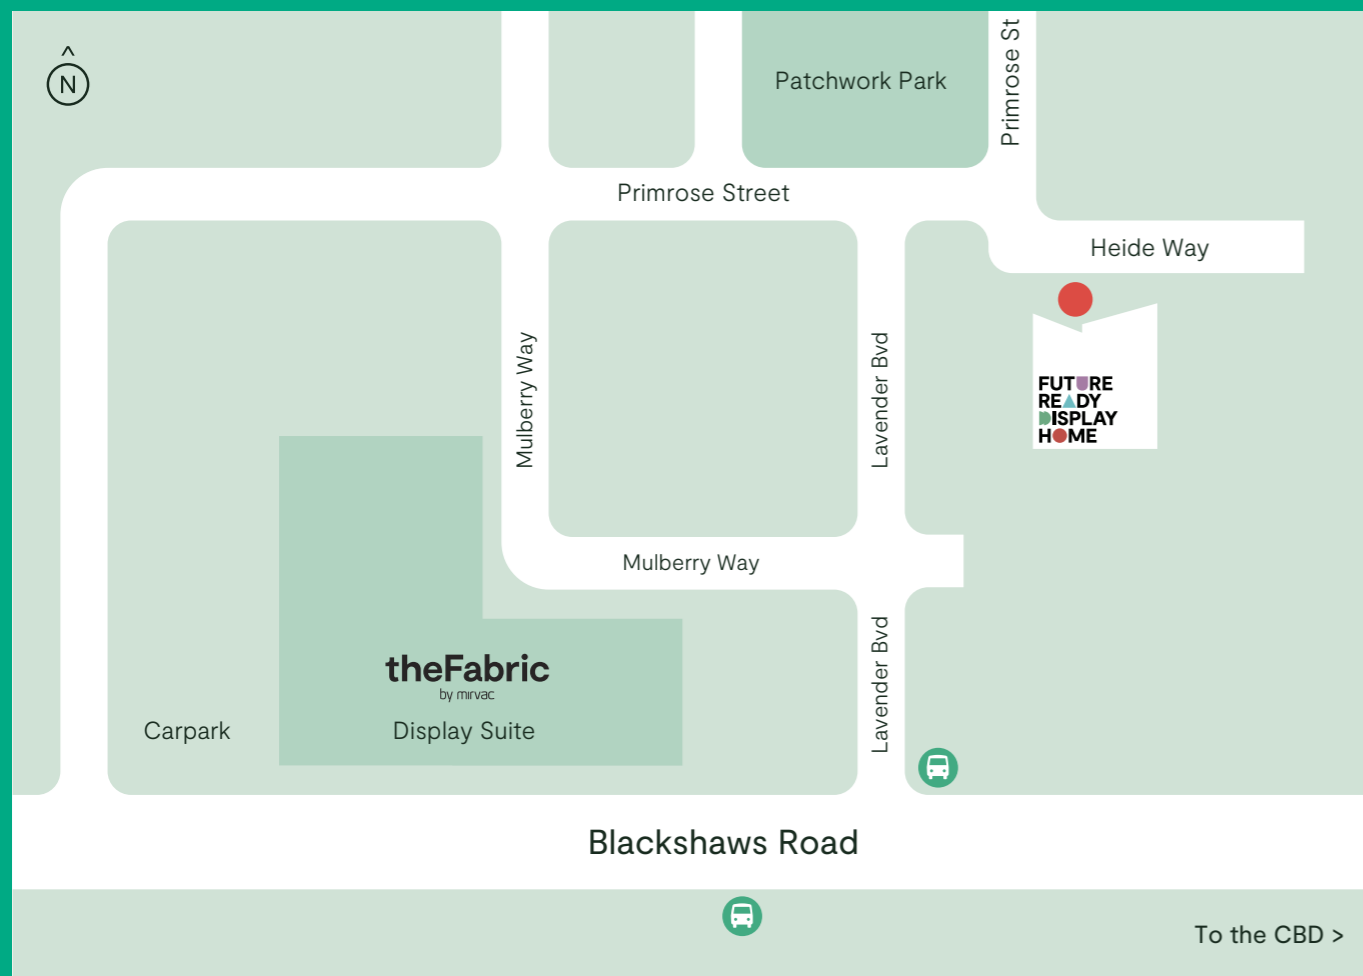 N
Patchwork Park
Primrose St
Primrose Street
Heide Way
Mulberry Way
Lavender Bvd
FUTURE
READY
DISPLAY
HOME
Mulberry Way
theFabric
by mirvac
Display Suite
Carpark
Lavender Bvd
Blackshaws Road
To the CBD >